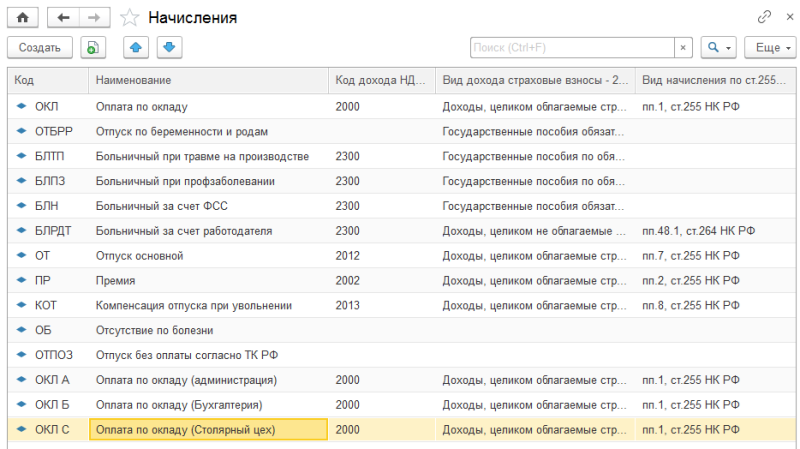 Начисления
Создать Поиск (Ctrl+F) × Еще
Код Наименование Код дохода НД... Вид дохода страховые взносы - 2... Вид начисления по ст.255...
ОКЛ Оплата по окладу 2000 Доходы, целиком облагаемые стр... пп.1, ст.255 НК РФ
ОТБРР Отпуск по беременности и родам Государственные пособия обязат...
БЛТП Больничный при травме на производстве 2300 Государственные пособия по обя...
БЛПЗ Больничный при профзаболевании 2300 Государственные пособия по обя...
БЛН Больничный за счет ФСС 2300 Государственные пособия обязат...
БЛРДТ Больничный за счет работодателя 2300 Доходы, целиком не облагаемые ... пп.48.1, ст.264 НК РФ
ОТ Отпуск основной 2012 Доходы, целиком облагаемые стр... пп.7, ст.255 НК РФ
ПР Премия 2002 Доходы, целиком облагаемые стр... пп.2, ст.255 НК РФ
КОТ Компенсация отпуска при увольнении 2013 Доходы, целиком облагаемые стр... пп.8, ст.255 НК РФ
ОБ Отсутствие по болезни
ОТПОЗ Отпуск без оплаты согласно ТК РФ
ОКЛ А Оплата по окладу (администрация) 2000 Доходы, целиком облагаемые стр... пп.1, ст.255 НК РФ
ОКЛ Б Оплата по окладу (Бухгалтерия) 2000 Доходы, целиком облагаемые стр... пп.1, ст.255 НК РФ
ОКЛ С Оплата по окладу (Столярный цех) 2000 Доходы, целиком облагаемые стр... пп.1, ст.255 НК РФ